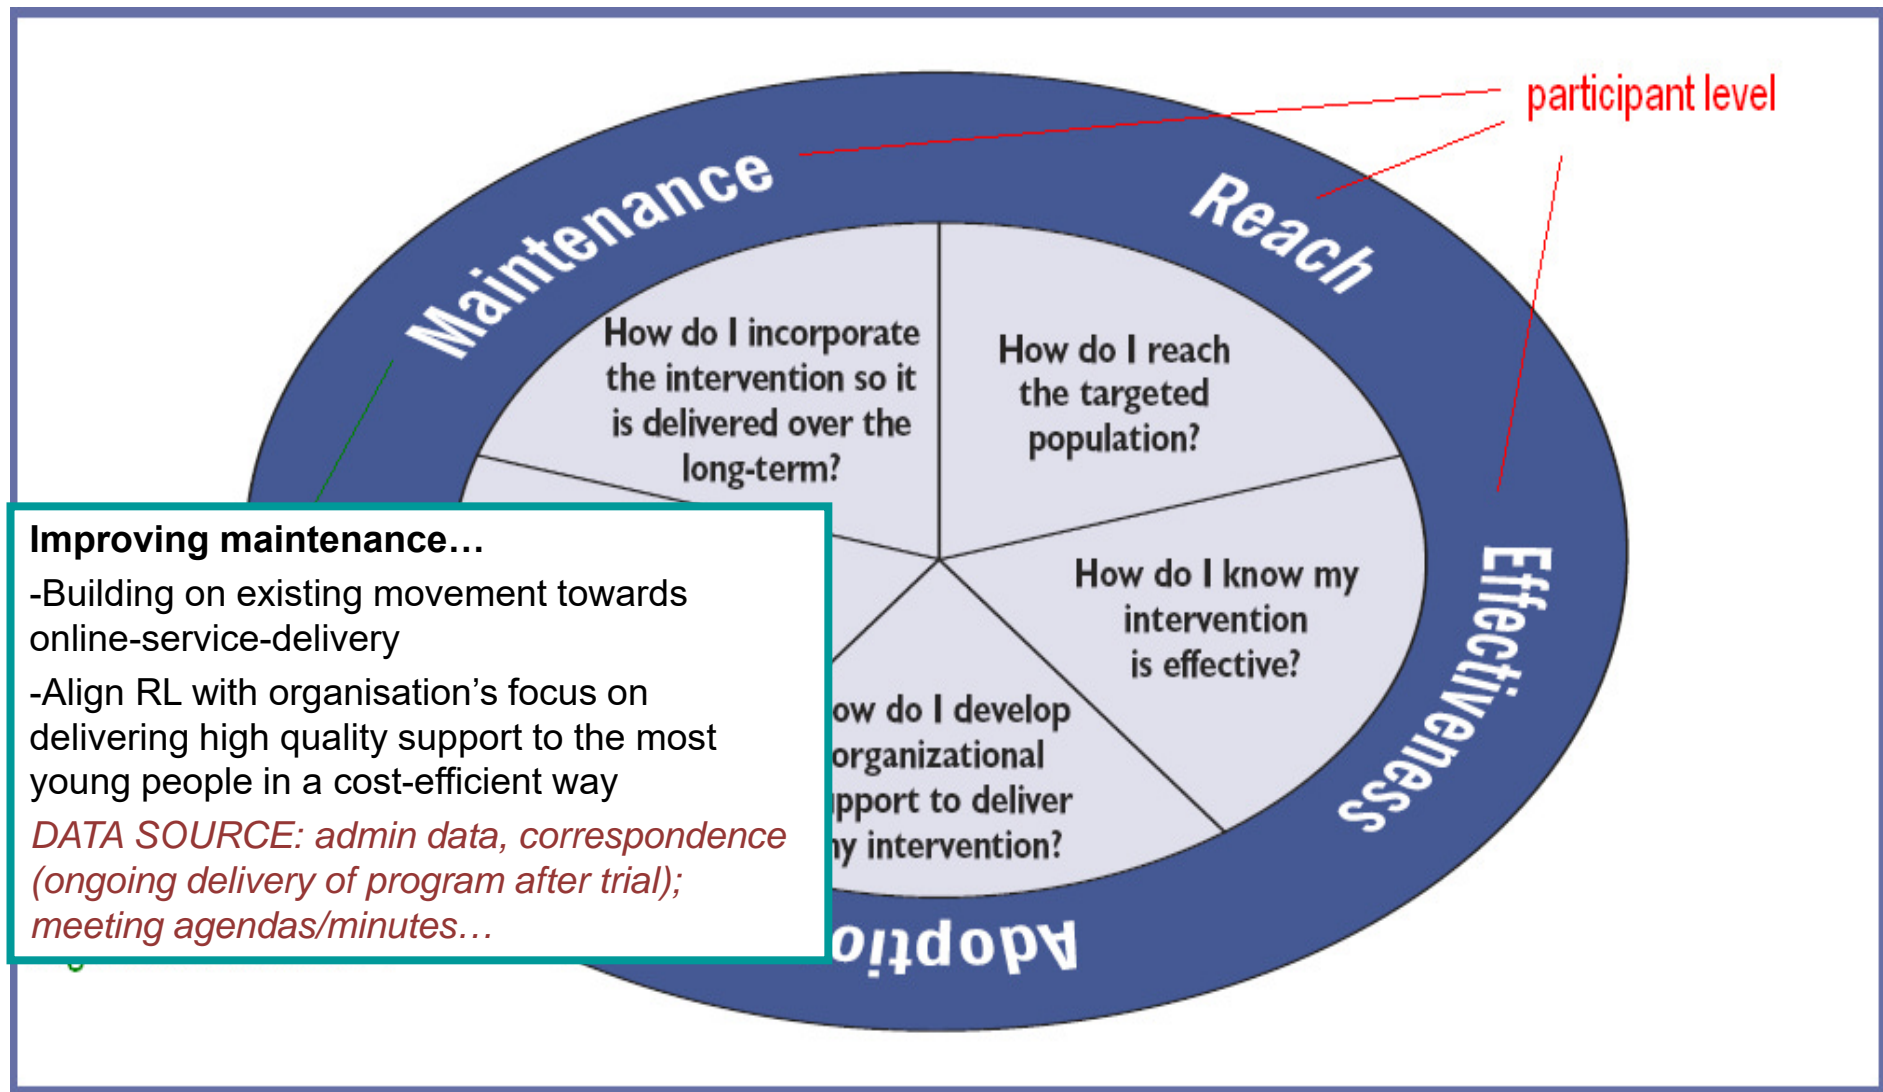 participant level
Maintenance
Reach
How do I incorporate
the intervention so it
is delivered over the
long-term?
How do I reach
the targeted
population?
Improving maintenance…
-Building on existing movement towards
online-service-delivery
-Align RL with organisation’s focus on
delivering high quality support to the most
young people in a cost-efficient way
DATA SOURCE: admin data, correspondence
(ongoing delivery of program after trial);
meeting agendas/minutes…
How do I know my
intervention
is effective?
Effectiveness
ow do I develop
organizational
pport to deliver
y intervention?
Adoptio